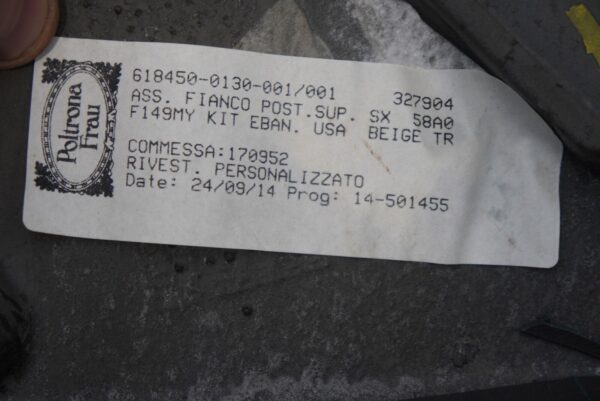 Poltrona
Frau
618450-0130-001/001 327904
ASS. FIANCO POST.SUP. SX 58A0
F149MY KIT EBAN. USA BEIGE TR
COMMESSA:170952
RIVEST. PERSONALIZZATO
Date: 24/09/14 Prog: 14-501455